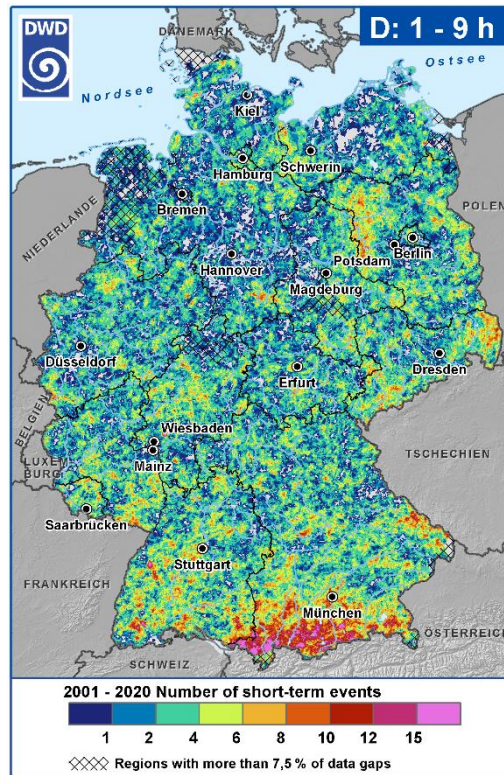 DWD
D: 1 - 9 h
DÄNEMARK
Ostsee
Nordsee
Kiel
Schwerin
Hamburg
Bremen
NIEDERLANDE
POLEN
Berlin
Potsdam
Hannover
Magdeburg
Düsseldorf
Erfurt
Dresden
BELGIEN
Wiesbaden
LUXEM
BURG
Mainz
TSCHECHIEN
Saarbrücken
Stuttgart
FRANKREICH
München
ÖSTERREICH
SCHWEIZ
2001 - 2020 Number of short-term events
1 2 4 6 8 10 12 15
Regions with more than 7,5 % of data gaps